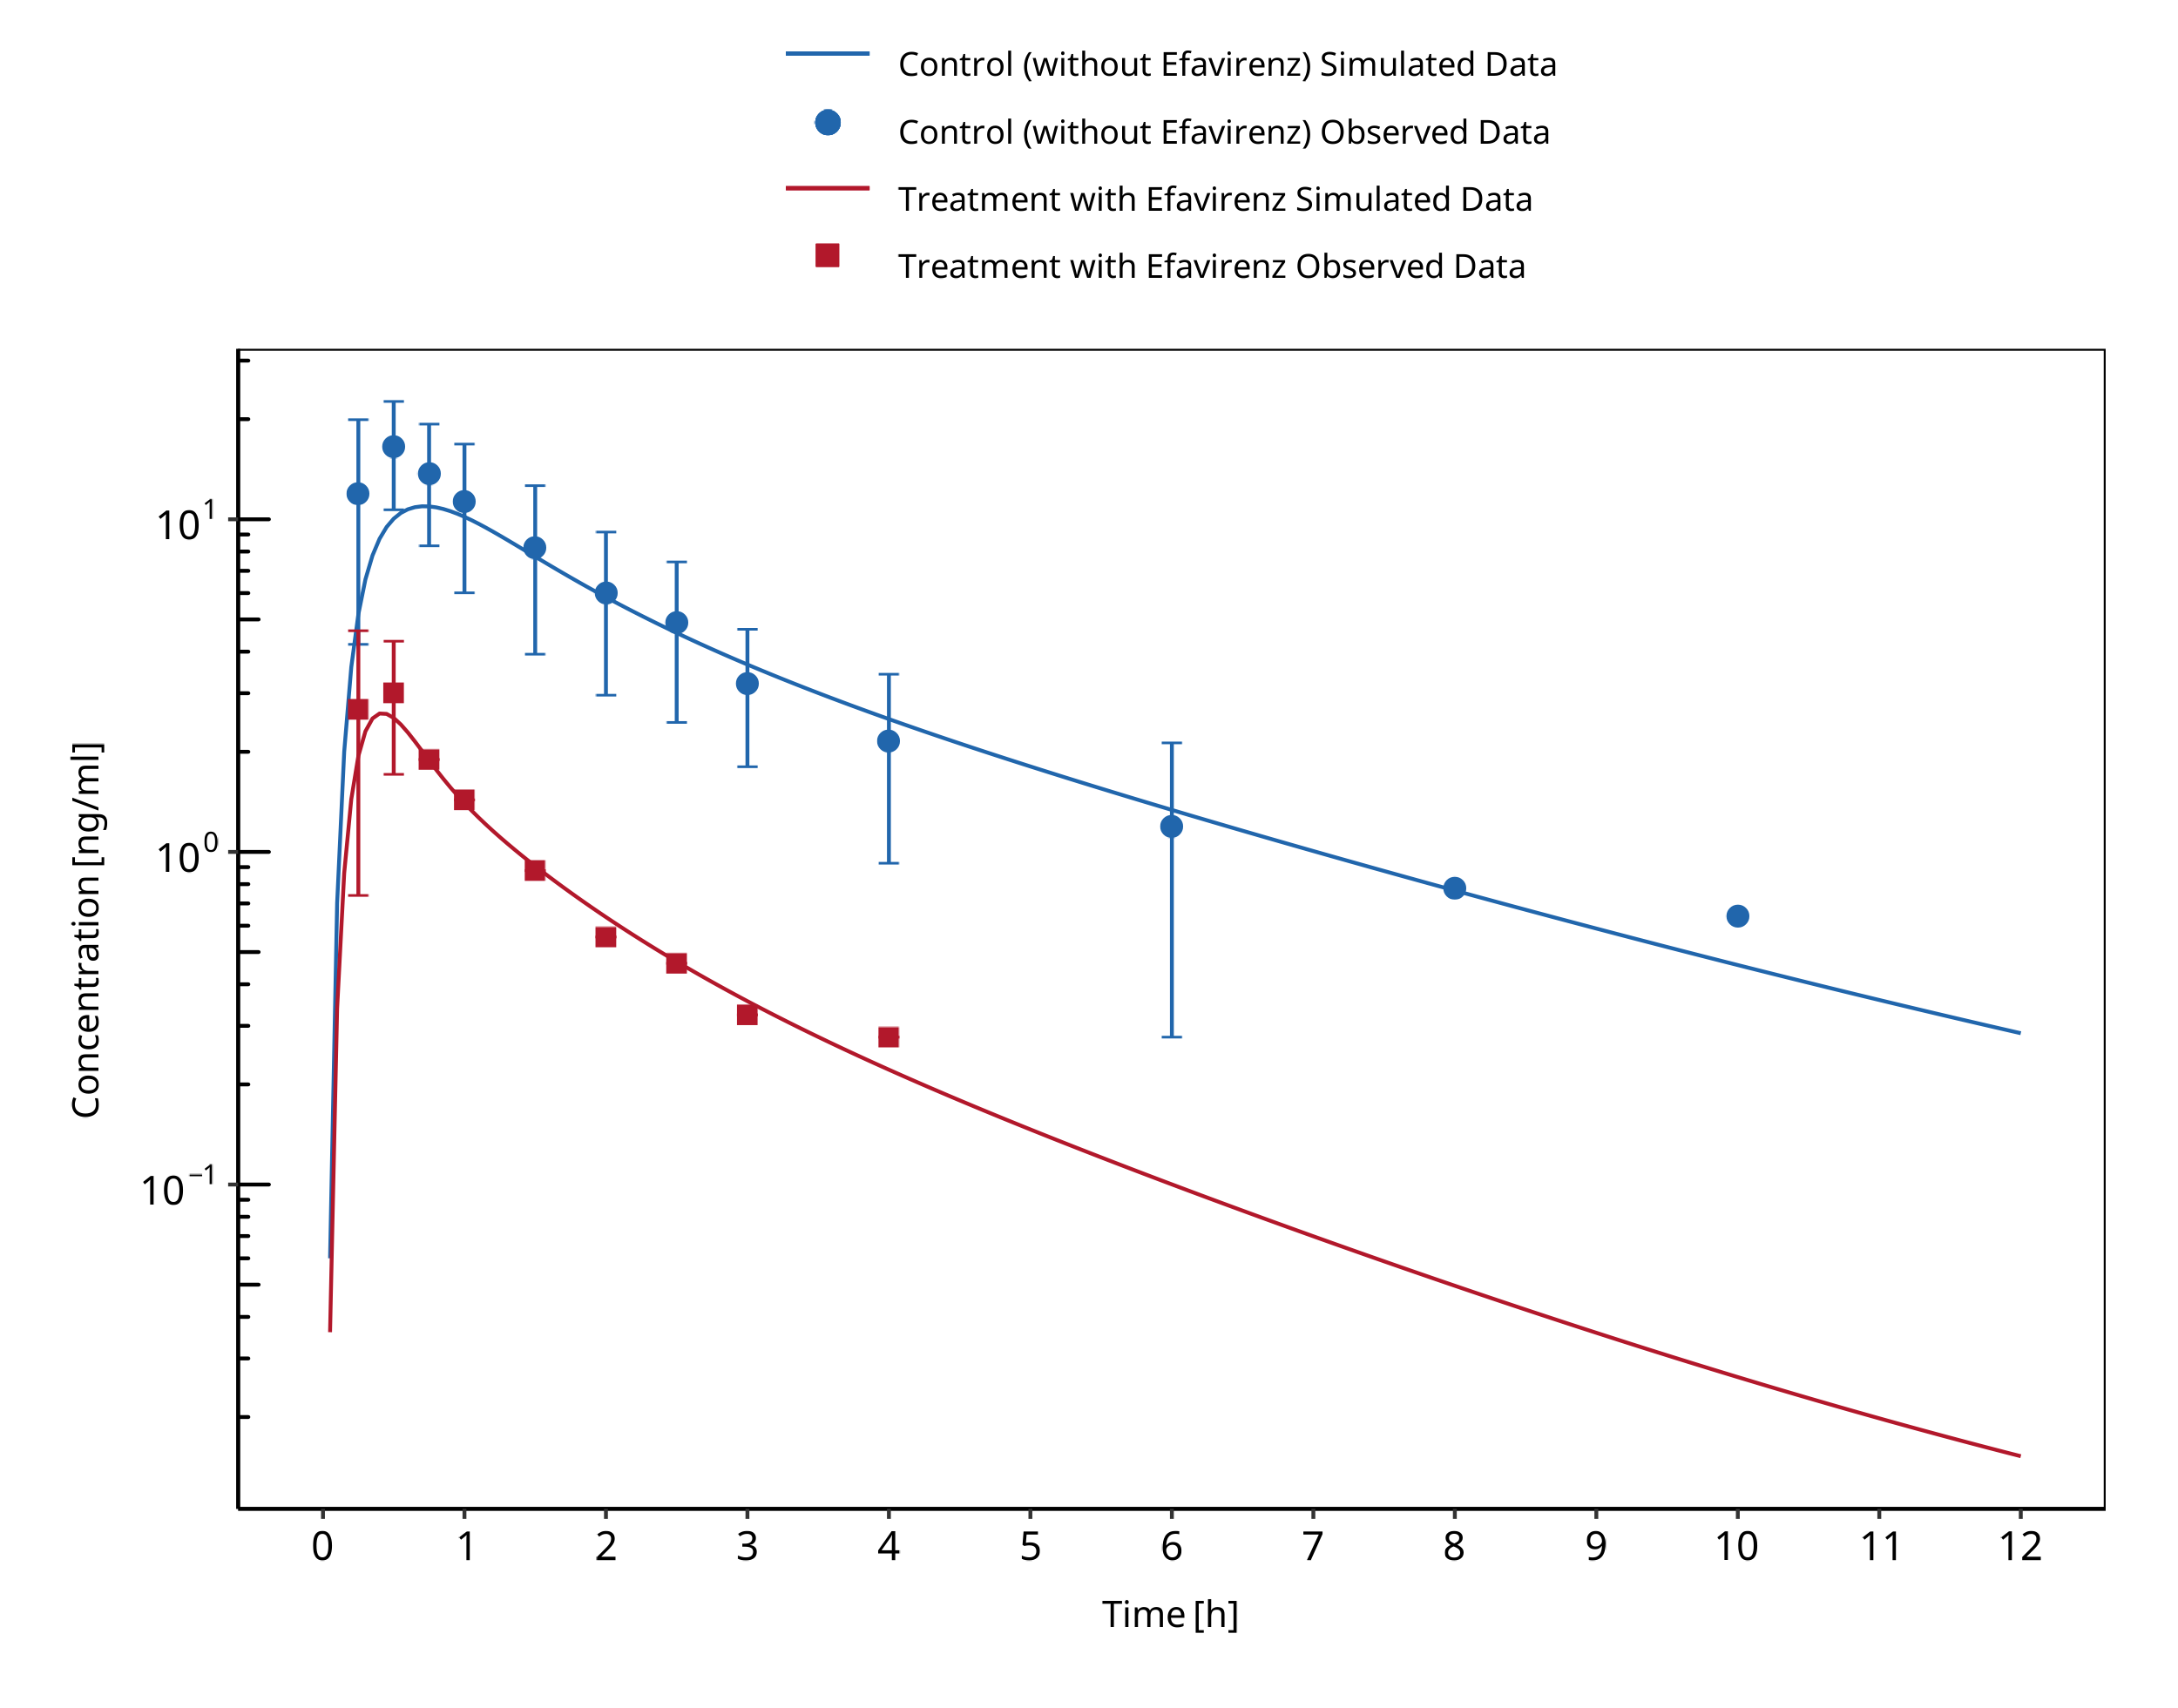 Control (without Efavirenz) Simulated Data
Control (without Efavirenz) Observed Data
Treatment with Efavirenz Simulated Data
Treatment with Efavirenz Observed Data
Concentration [ng/ml]
10^1
10^0
10^−1
0 1 2 3 4 5 6 7 8 9 10 11 12
Time [h]